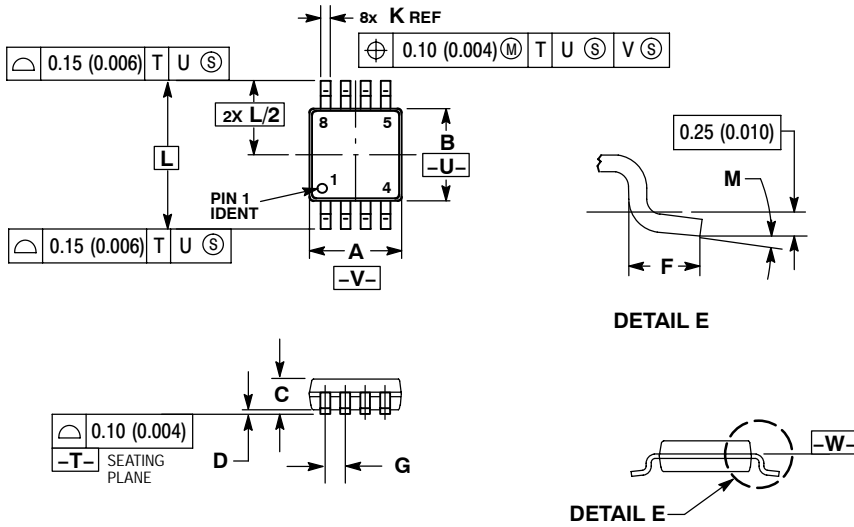 8x K REF
⌖ 0.10 (0.004) Ⓜ T U Ⓢ V Ⓢ
⌓ 0.15 (0.006) T U Ⓢ
2X L/2
8 5
B
-U-
L
PIN 1
IDENT
1 4
⌓ 0.15 (0.006) T U Ⓢ
A
-V-
0.25 (0.010)
M
F
DETAIL E
C
⌓ 0.10 (0.004)
-T- SEATING
PLANE
D
G
-W-
DETAIL E